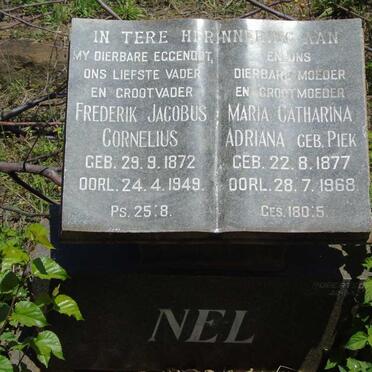 IN TERE HERINNERING AAN
MY DIERBARE EGGENOOT,
ONS LIEFSTE VADER
EN GROOTVADER
FREDERIK JACOBUS
CORNELIUS
GEB. 29.9.1872
OORL. 24.4.1949.
PS. 25:8.
EN ONS
DIERBARE MOEDER
EN GROOTMOEDER
MARIA CATHARINA
ADRIANA GEB. PIEK
GEB. 22.8.1877
OORL. 28.7.1968.
GES. 180:5.
NEL